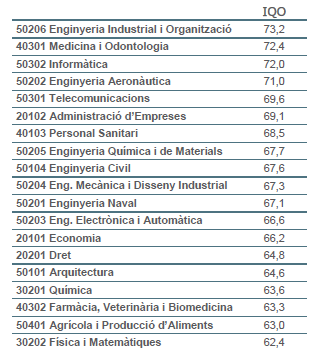 IQO
50206 Enginyeria Industrial i Organització 73,2
40301 Medicina i Odontologia 72,4
50302 Informàtica 72,0
50202 Enginyeria Aeronàutica 71,0
50301 Telecomunicacions 69,6
20102 Administració d'Empreses 69,1
40103 Personal Sanitari 68,5
50205 Enginyeria Química i de Materials 67,7
50104 Enginyeria Civil 67,6
50204 Eng. Mecànica i Disseny Industrial 67,3
50201 Enginyeria Naval 67,1
50203 Eng. Electrònica i Automàtica 66,6
20101 Economia 66,2
20201 Dret 64,8
50101 Arquitectura 64,6
30201 Química 63,6
40302 Farmàcia, Veterinària i Biomedicina 63,3
50401 Agrícola i Producció d'Aliments 63,0
30202 Física i Matemàtiques 62,4